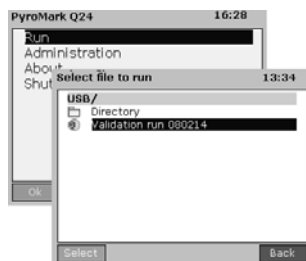 PyroMark Q24 16:28
Run
Administration
About
Shut
Ok
Select file to run 13:34
USB/
Directory
Validation run 080214
Select Back